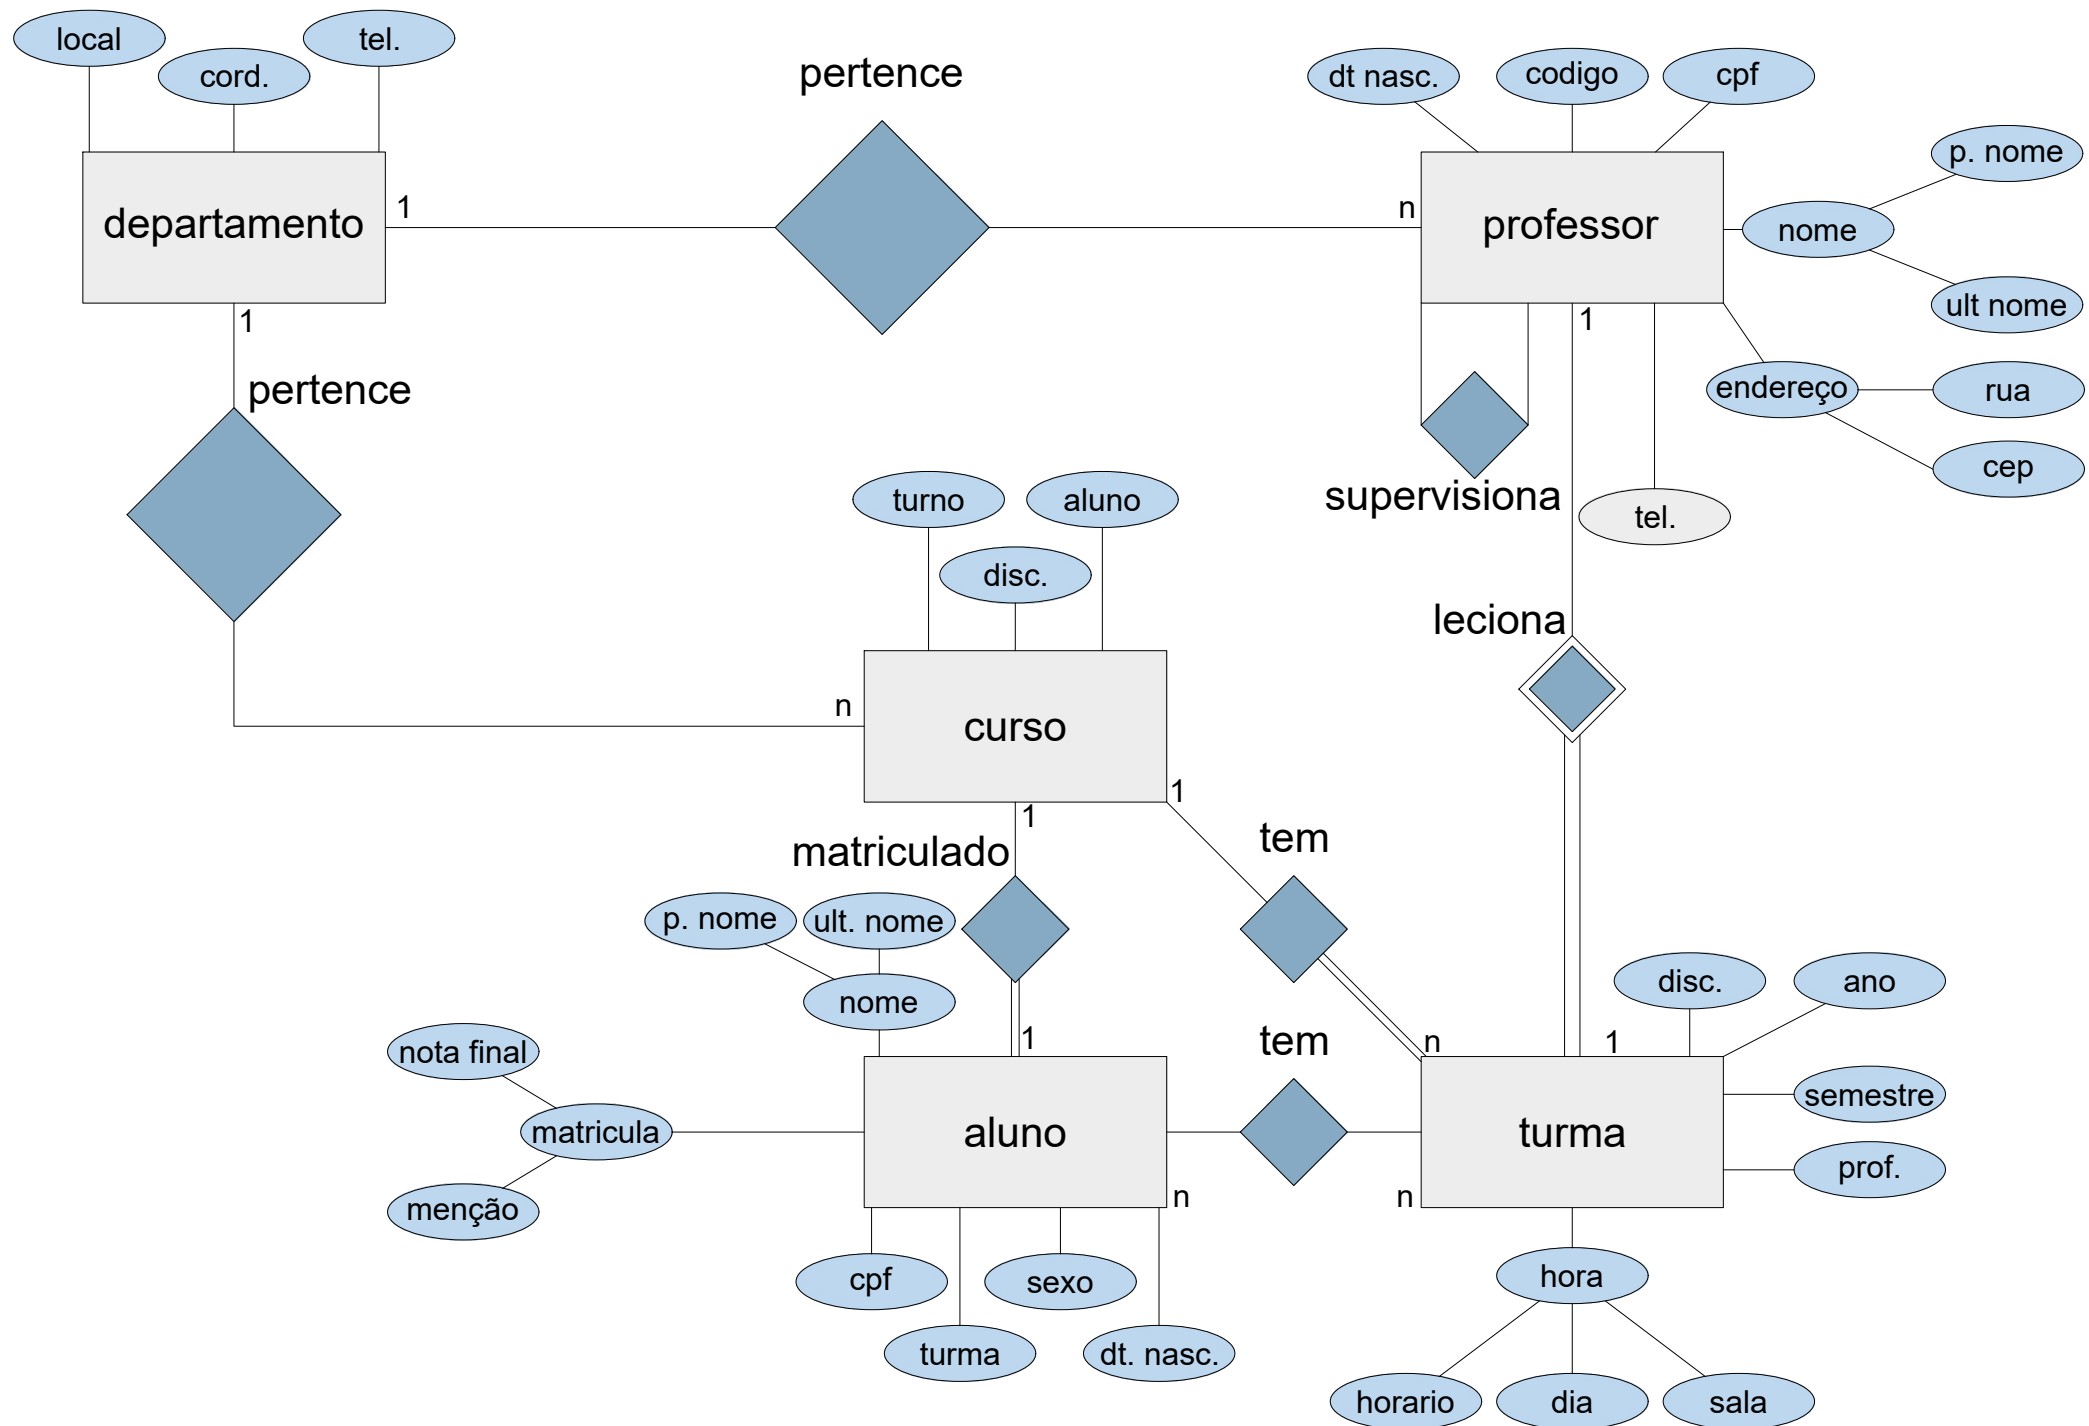 local
tel.
cord.
pertence
dt nasc.
codigo
cpf
p. nome
departamento
1
n
professor
nome
ult nome
1
1
pertence
endereço
rua
cep
supervisiona
tel.
turno
aluno
disc.
leciona
n
curso
1
1
matriculado
tem
p. nome
ult. nome
nome
disc.
ano
nota final
1
tem
n
1
semestre
matricula
aluno
turma
prof.
menção
n
n
cpf
sexo
hora
turma
dt. nasc.
horario
dia
sala